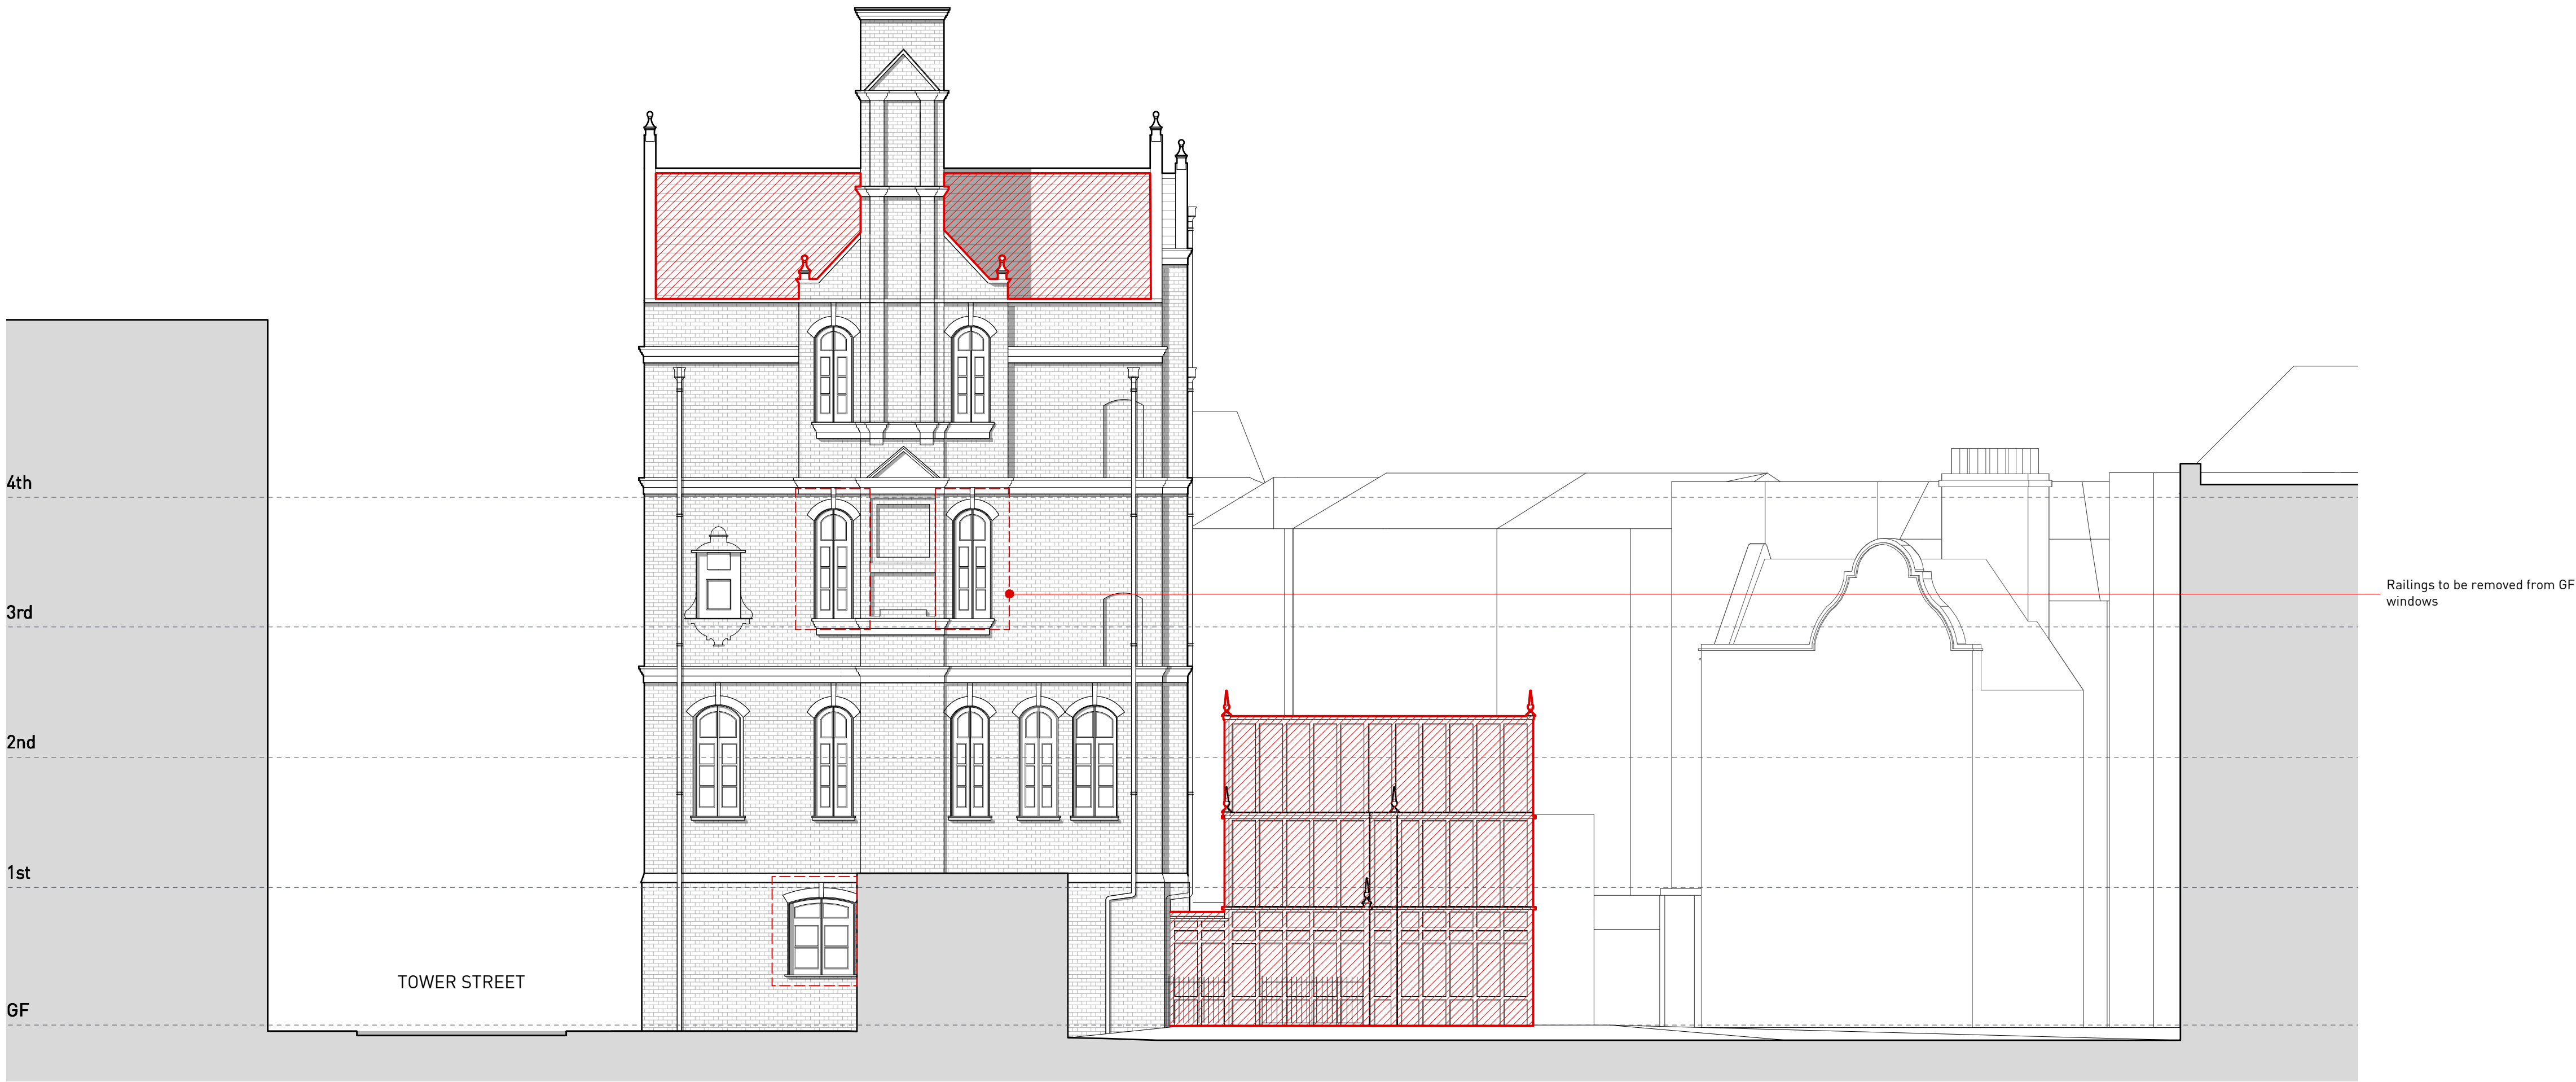 4th
Railings to be removed from GF
windows
3rd
2nd
1st
TOWER STREET
GF